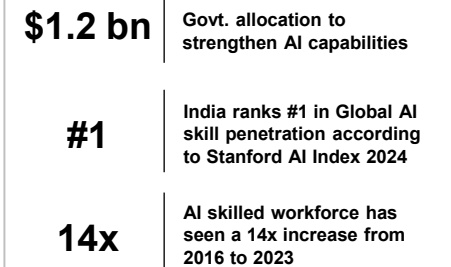 $1.2 bn
Govt. allocation to
strengthen AI capabilities
#1
India ranks #1 in Global AI
skill penetration according
to Stanford AI Index 2024
14x
AI skilled workforce has
seen a 14x increase from
2016 to 2023